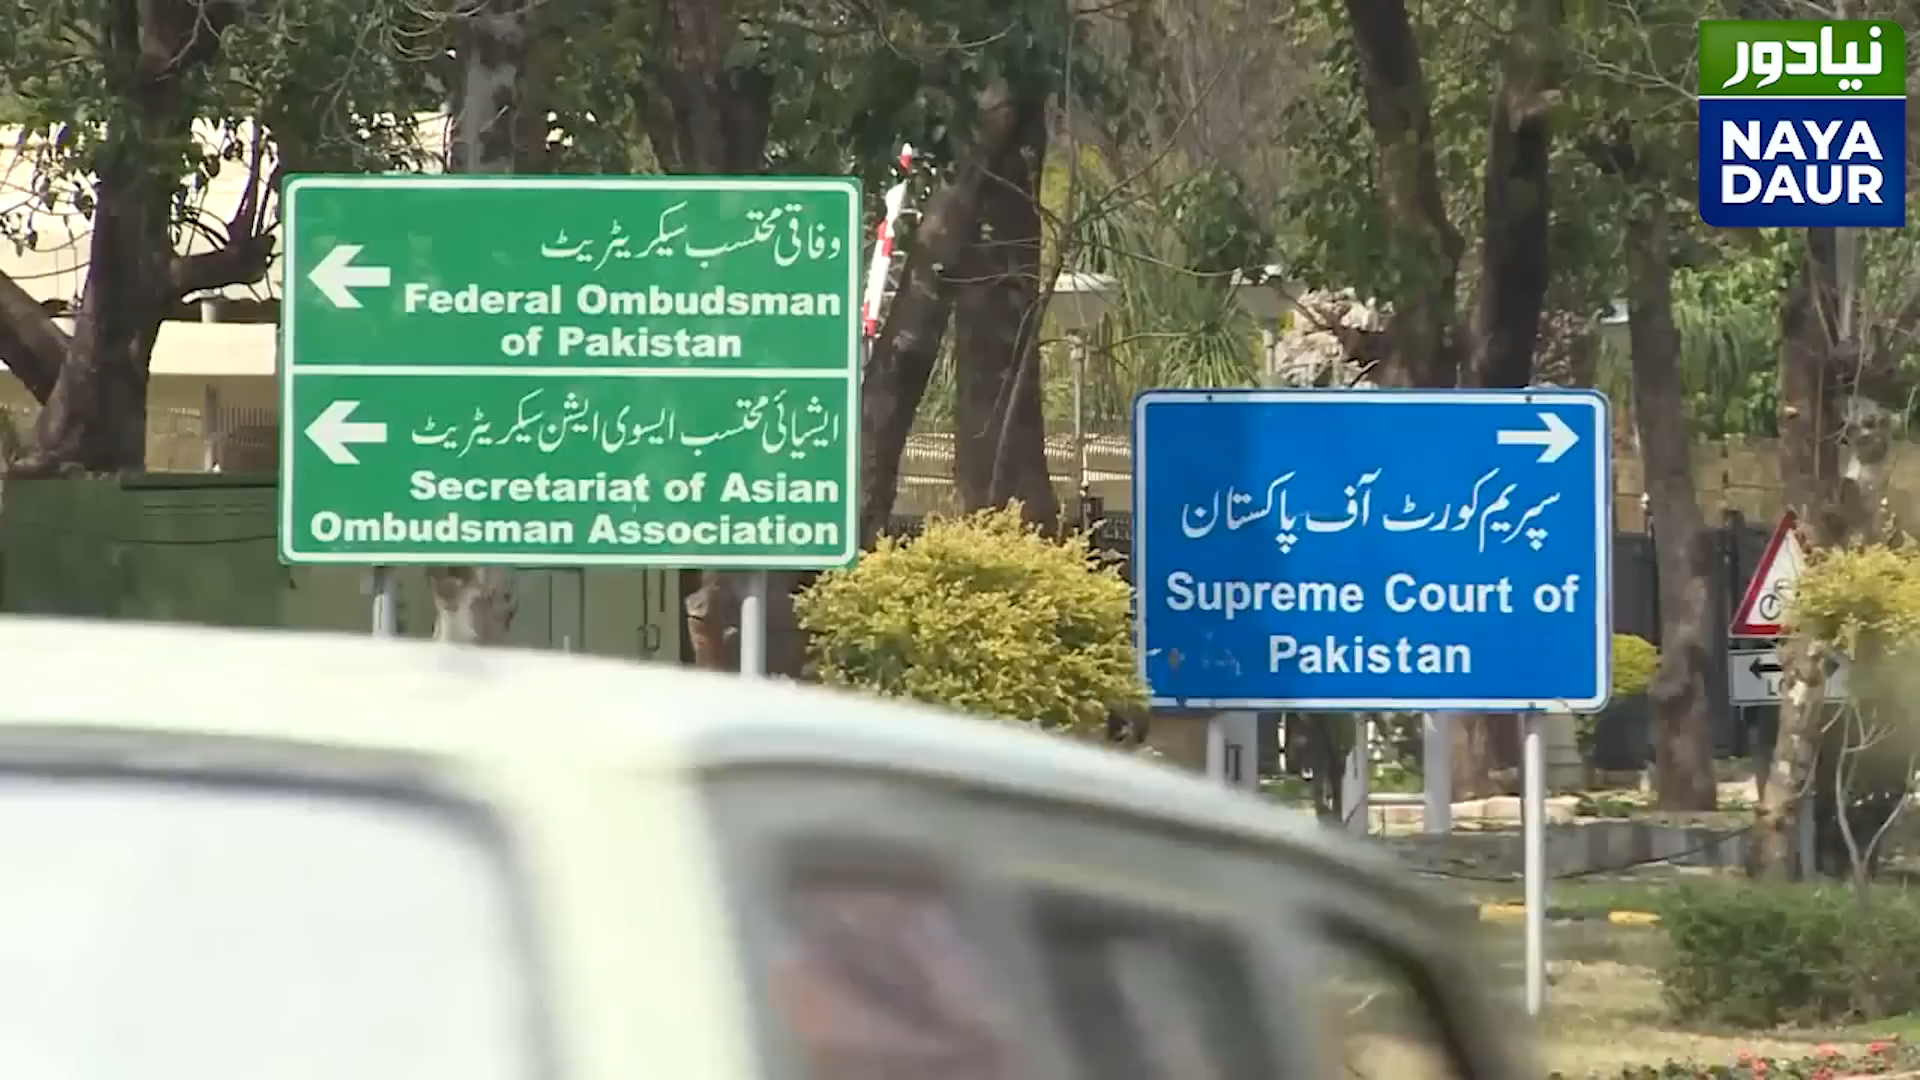 وفاقی محتسب سیکریٹریٹ
Federal Ombudsman
of Pakistan
ایشیائی محتسب ایسوی ایشن سیکریٹریٹ
Secretariat of Asian
Ombudsman Association
سپریم کورٹ آف پاکستان
Supreme Court of
Pakistan
نیادور
NAYA
DAUR